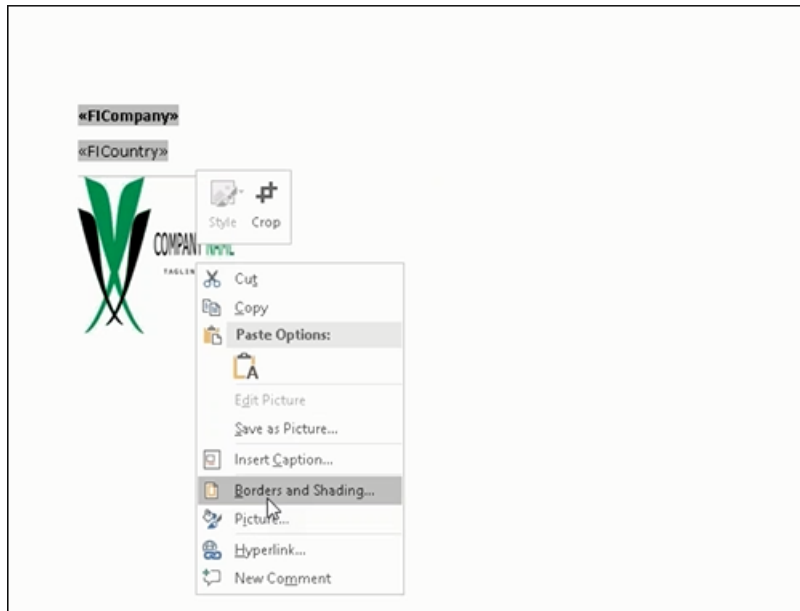 «FICompany»
«FICountry»
Style Crop
COMPANY NAME
Cut
Copy
Paste Options:
A
Edit Picture
Save as Picture...
Insert Caption...
Borders and Shading...
Picture...
Hyperlink...
New Comment